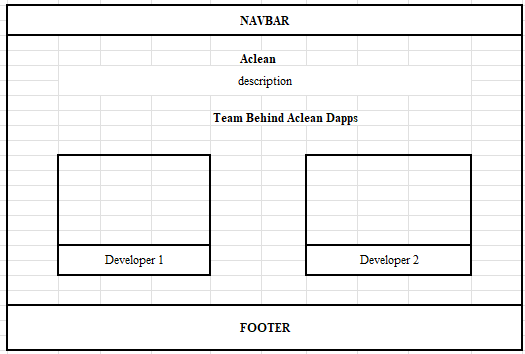 NAVBAR
Aclean
description
Team Behind Aclean Dapps
Developer 1
Developer 2
FOOTER